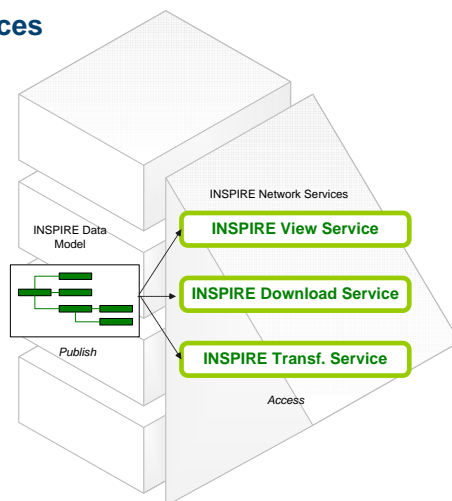 ces
INSPIRE Network Services
INSPIRE View Service
INSPIRE Data
Model
INSPIRE Download Service
INSPIRE Transf. Service
Publish
Access